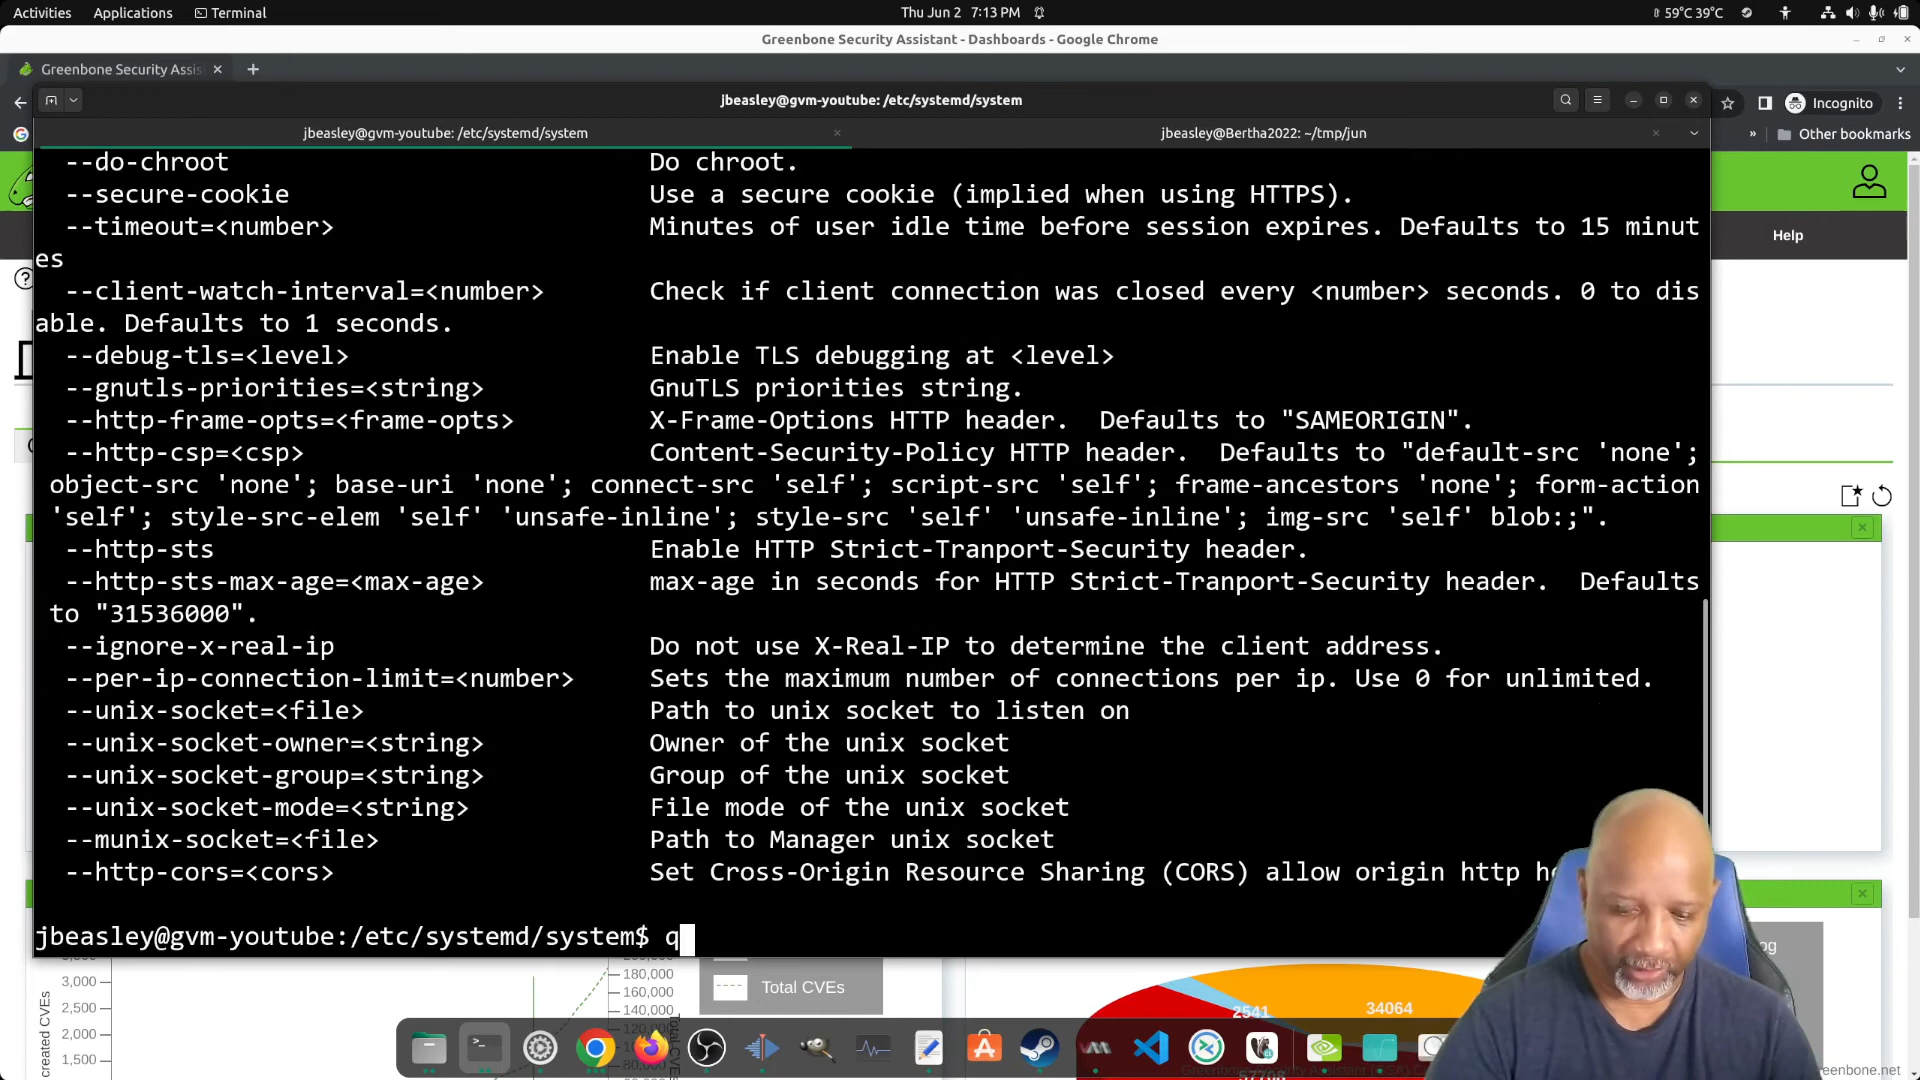 Activities Applications Terminal Thu Jun 2 7:13 PM 59°C 39°C
Greenbone Security Assistant - Dashboards - Google Chrome
Greenbone Security Assis
jbeasley@gvm-youtube: /etc/systemd/system
Incognito
jbeasley@gvm-youtube: /etc/systemd/system jbeasley@Bertha2022: ~/tmp/jun
» Other bookmarks
--do-chroot Do chroot.
--secure-cookie Use a secure cookie (implied when using HTTPS).
--timeout=<number> Minutes of user idle time before session expires. Defaults to 15 minut
es
Help
--client-watch-interval=<number> Check if client connection was closed every <number> seconds. 0 to dis
able. Defaults to 1 seconds.
--debug-tls=<level> Enable TLS debugging at <level>
--gnutls-priorities=<string> GnuTLS priorities string.
--http-frame-opts=<frame-opts> X-Frame-Options HTTP header.  Defaults to "SAMEORIGIN".
--http-csp=<csp> Content-Security-Policy HTTP header.  Defaults to "default-src 'none';
object-src 'none'; base-uri 'none'; connect-src 'self'; script-src 'self'; frame-ancestors 'none'; form-action
'self'; style-src-elem 'self' 'unsafe-inline'; style-src 'self' 'unsafe-inline'; img-src 'self' blob:;".
--http-sts Enable HTTP Strict-Tranport-Security header.
--http-sts-max-age=<max-age> max-age in seconds for HTTP Strict-Tranport-Security header.  Defaults
to "31536000".
--ignore-x-real-ip Do not use X-Real-IP to determine the client address.
--per-ip-connection-limit=<number> Sets the maximum number of connections per ip. Use 0 for unlimited.
--unix-socket=<file> Path to unix socket to listen on
--unix-socket-owner=<string> Owner of the unix socket
--unix-socket-group=<string> Group of the unix socket
--unix-socket-mode=<string> File mode of the unix socket
--munix-socket=<file> Path to Manager unix socket
--http-cors=<cors> Set Cross-Origin Resource Sharing (CORS) allow origin http he
jbeasley@gvm-youtube:/etc/systemd/system$ q
3,000 180,000
Total CVEs
160,000
2,500 140,000
2,000 120,000
1,500 100,000
created CVEs
Total CVEs
2541 34064
57708
eenbone.net